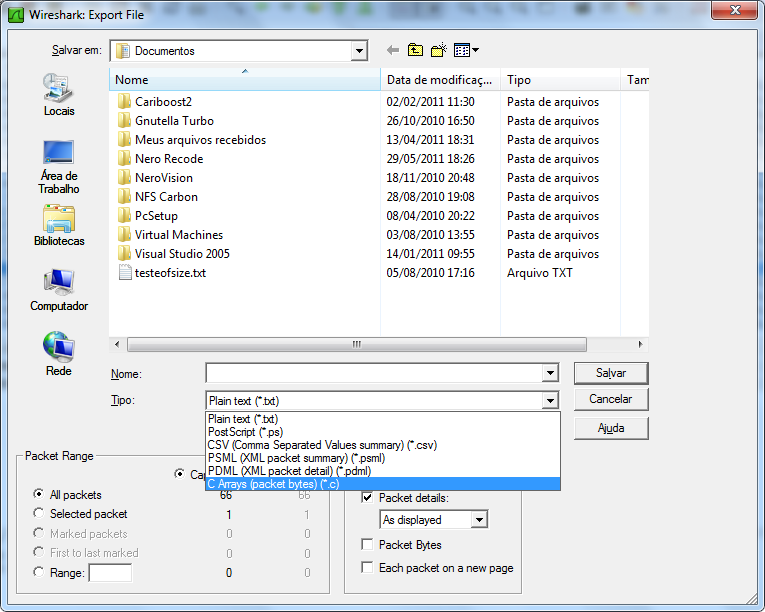 Wireshark: Export File
Salvar em: Documentos
Locais
Área de
Trabalho
Bibliotecas
Computador
Rede
Nome Data de modificaç... Tipo Tam
Cariboost2 02/02/2011 11:30 Pasta de arquivos
Gnutella Turbo 26/10/2010 16:50 Pasta de arquivos
Meus arquivos recebidos 13/04/2011 18:31 Pasta de arquivos
Nero Recode 29/05/2011 18:26 Pasta de arquivos
NeroVision 18/11/2010 20:48 Pasta de arquivos
NFS Carbon 28/08/2010 19:08 Pasta de arquivos
PcSetup 08/04/2010 20:22 Pasta de arquivos
Virtual Machines 03/08/2010 13:55 Pasta de arquivos
Visual Studio 2005 14/01/2011 09:55 Pasta de arquivos
testeofsize.txt 05/08/2010 17:16 Arquivo TXT
Nome: Salvar
Tipo: Plain text (*.txt) Cancelar
Ajuda
Plain text (*.txt)
PostScript (*.ps)
CSV (Comma Separated Values summary) (*.csv)
PSML (XML packet summary) (*.psml)
PDML (XML packet detail) (*.pdml)
C Arrays (packet bytes) (*.c)
Packet Range
Ca
All packets 66 66
Selected packet 1 1
Marked packets 0 0
First to last marked 0 0
Range: 0 0
Packet details:
As displayed
Packet Bytes
Each packet on a new page